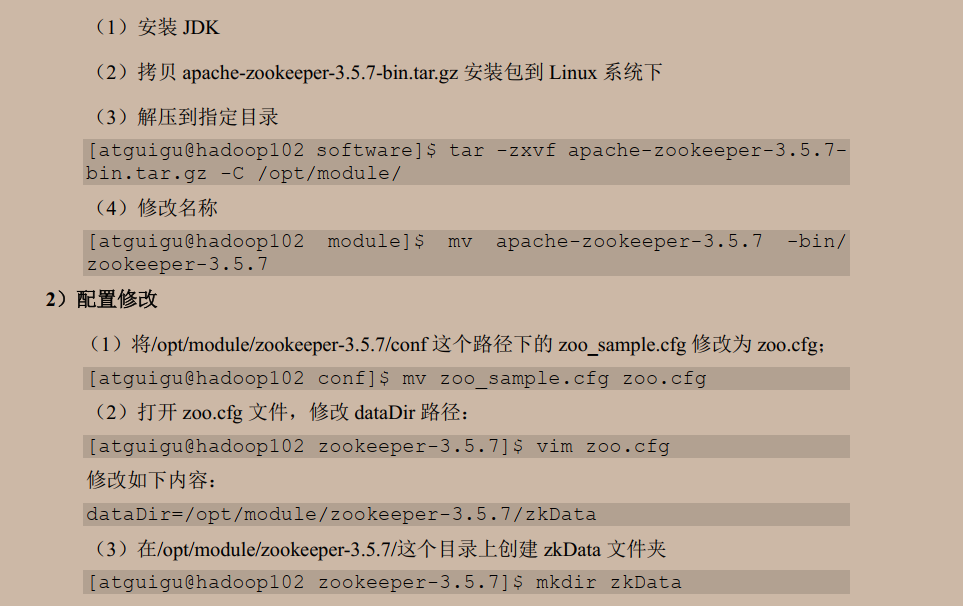 （1）安装 JDK
（2）拷贝 apache-zookeeper-3.5.7-bin.tar.gz 安装包到 Linux 系统下
（3）解压到指定目录
[atguigu@hadoop102 software]$ tar -zxvf apache-zookeeper-3.5.7-
bin.tar.gz -C /opt/module/
（4）修改名称
[atguigu@hadoop102 module]$ mv apache-zookeeper-3.5.7 -bin/
zookeeper-3.5.7
2）配置修改
（1）将/opt/module/zookeeper-3.5.7/conf 这个路径下的 zoo_sample.cfg 修改为 zoo.cfg；
[atguigu@hadoop102 conf]$ mv zoo_sample.cfg zoo.cfg
（2）打开 zoo.cfg 文件，修改 dataDir 路径：
[atguigu@hadoop102 zookeeper-3.5.7]$ vim zoo.cfg
修改如下内容：
dataDir=/opt/module/zookeeper-3.5.7/zkData
（3）在/opt/module/zookeeper-3.5.7/这个目录上创建 zkData 文件夹
[atguigu@hadoop102 zookeeper-3.5.7]$ mkdir zkData